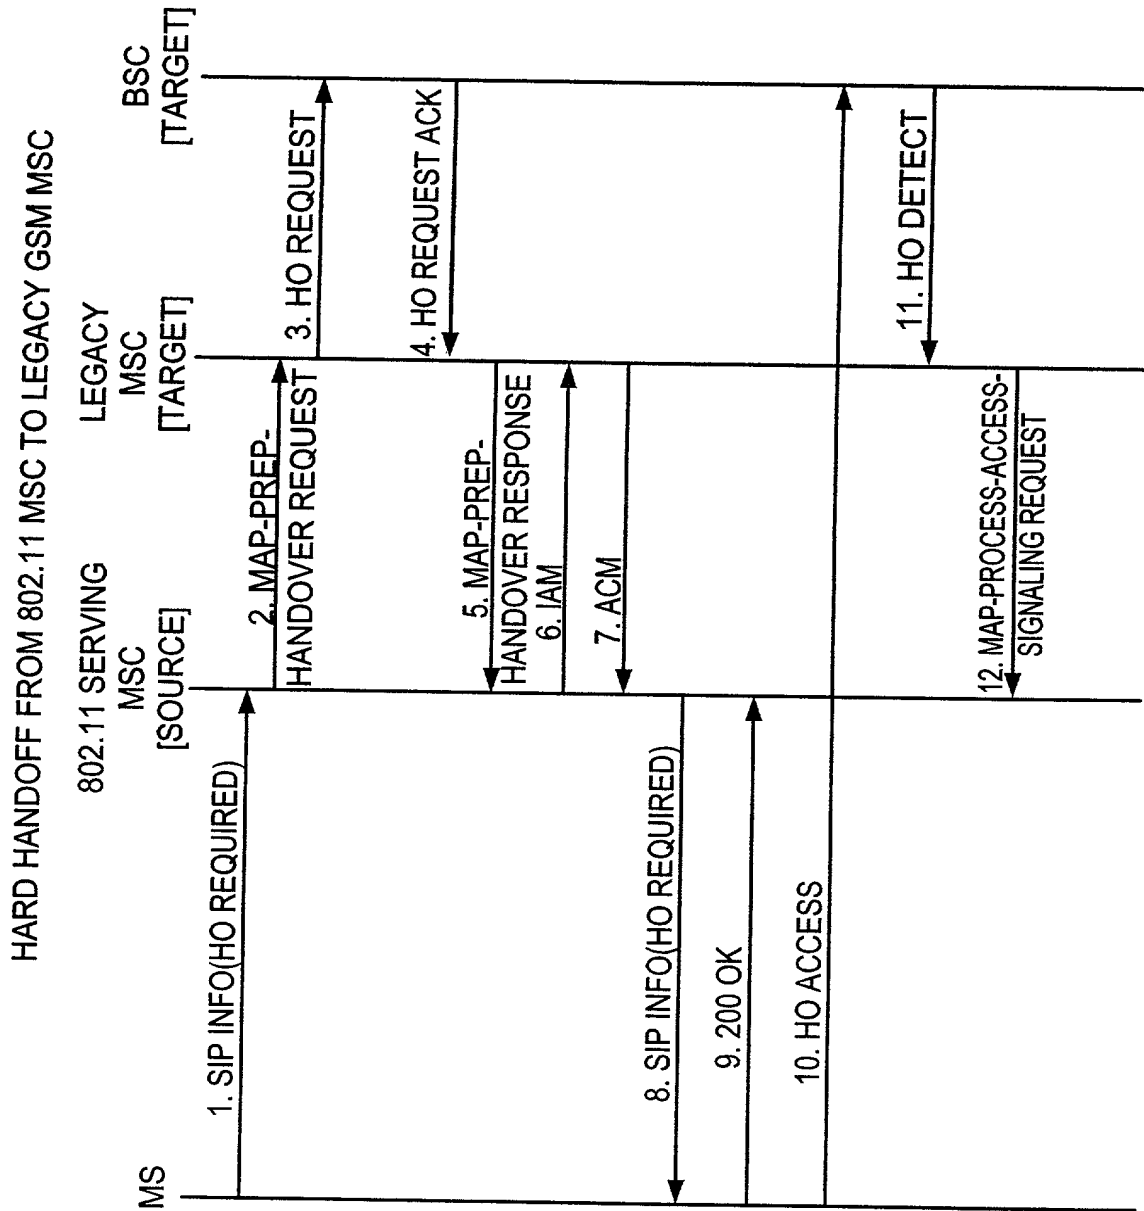 HARD HANDOFF FROM 802.11 MSC TO LEGACY GSM MSC
MS
802.11 SERVING
MSC
[SOURCE]
LEGACY
MSC
[TARGET]
BSC
[TARGET]
1. SIP INFO(HO REQUIRED)
2. MAP-PREP-
HANDOVER REQUEST
3. HO REQUEST
4. HO REQUEST ACK
5. MAP-PREP-
HANDOVER RESPONSE
6. IAM
7. ACM
8. SIP INFO(HO REQUIRED)
9. 200 OK
10. HO ACCESS
11. HO DETECT
12. MAP-PROCESS-ACCESS-
SIGNALING REQUEST